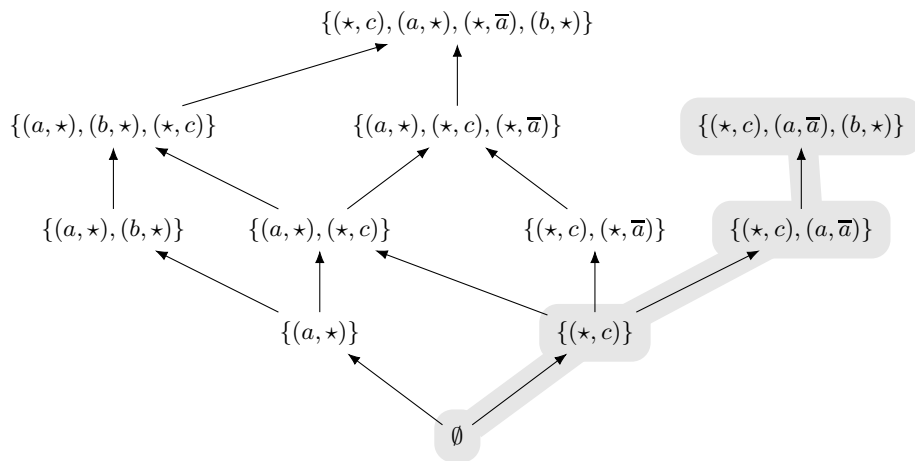 {(⋆, c), (a, ⋆), (⋆, a̅), (b, ⋆)}
{(a, ⋆), (b, ⋆), (⋆, c)} {(a, ⋆), (⋆, c), (⋆, a̅)} {(⋆, c), (a, a̅), (b, ⋆)}
{(a, ⋆), (b, ⋆)} {(a, ⋆), (⋆, c)} {(⋆, c), (⋆, a̅)} {(⋆, c), (a, a̅)}
{(a, ⋆)} {(⋆, c)}
∅